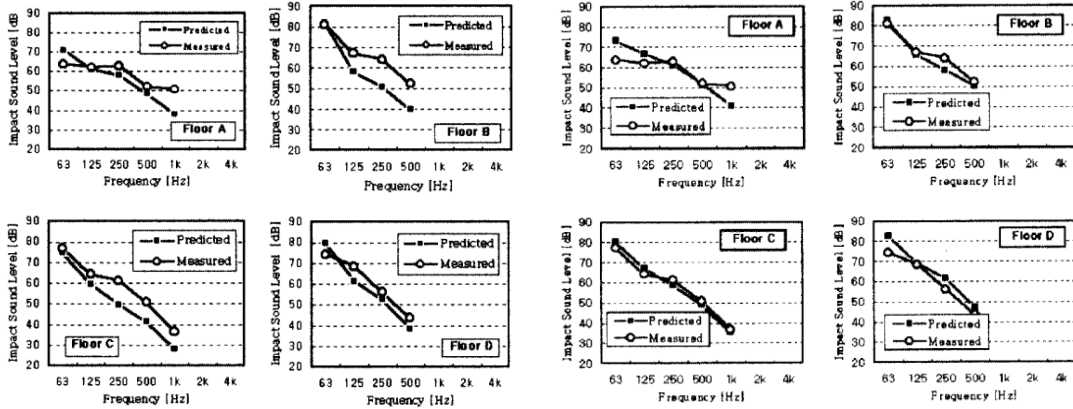 Impact Sound Level [dB]
90
80
70
60
50
40
30
20
Predicted
Measured
Floor A
63 125 250 500 1k 2k 4k
Frequency [Hz]
Impact Sound Level [dB]
90
80
70
60
50
40
30
20
Predicted
Measured
Floor B
63 125 250 500 1k 2k 4k
Frequency [Hz]
Impact Sound Level [dB]
90
80
70
60
50
40
30
20
Floor A
Predicted
Measured
63 125 250 500 1k 2k 4k
Frequency [Hz]
Impact Sound Level [dB]
90
80
70
60
50
40
30
20
Floor B
Predicted
Measured
63 125 250 500 1k 2k 4k
Frequency [Hz]
Impact Sound Level [dB]
90
80
70
60
50
40
30
20
Predicted
Measured
Floor C
63 125 250 500 1k 2k 4k
Frequency [Hz]
Impact Sound Level [dB]
90
80
70
60
50
40
30
20
Predicted
Measured
Floor D
63 125 250 500 1k 2k 4k
Frequency [Hz]
Impact Sound Level [dB]
90
80
70
60
50
40
30
20
Floor C
Predicted
Measured
63 125 250 500 1k 2k 4k
Frequency [Hz]
Impact Sound Level [dB]
90
80
70
60
50
40
30
20
Floor D
Predicted
Measured
63 125 250 500 1k 2k 4k
Frequency [Hz]